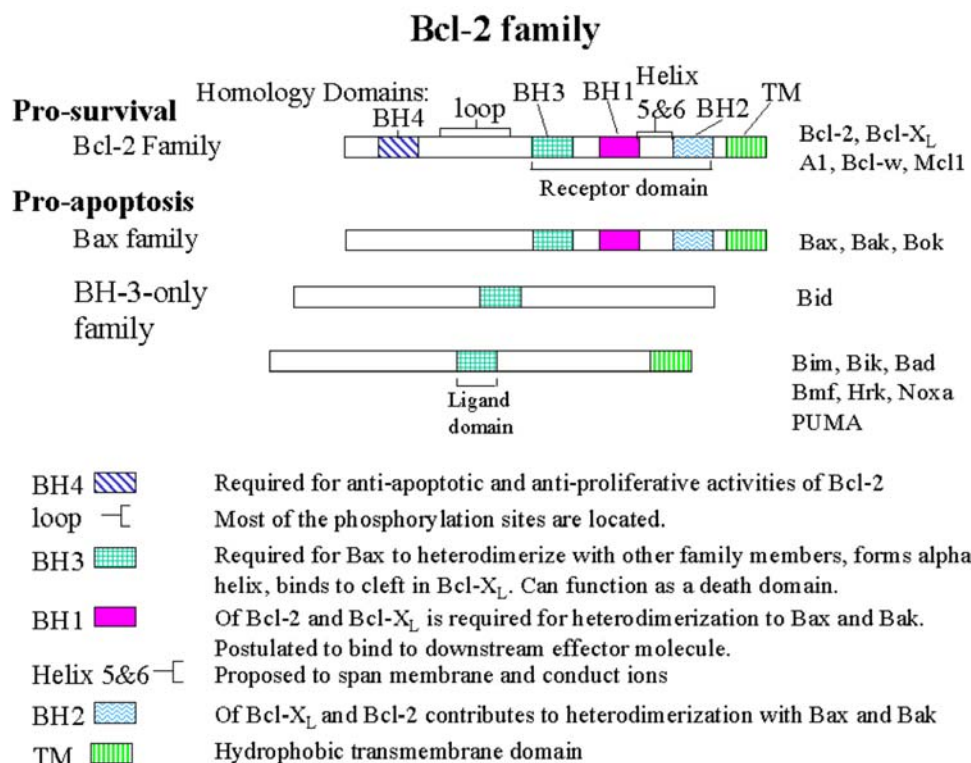 Bcl-2 family
Homology Domains:
BH4
loop
BH3
BH1
Helix
5&6
BH2
TM
Pro-survival
Bcl-2 Family
Bcl-2, Bcl-XL
A1, Bcl-w, Mcl1
Receptor domain
Pro-apoptosis
Bax family
Bax, Bak, Bok
BH-3-only
family
Bid
Bim, Bik, Bad
Bmf, Hrk, Noxa
PUMA
Ligand
domain
BH4 Required for anti-apoptotic and anti-proliferative activities of Bcl-2
loop Most of the phosphorylation sites are located.
BH3 Required for Bax to heterodimerize with other family members, forms alpha
helix, binds to cleft in Bcl-XL. Can function as a death domain.
BH1 Of Bcl-2 and Bcl-XL is required for heterodimerization to Bax and Bak.
Postulated to bind to downstream effector molecule.
Helix 5&6 Proposed to span membrane and conduct ions
BH2 Of Bcl-XL and Bcl-2 contributes to heterodimerization with Bax and Bak
TM Hydrophobic transmembrane domain